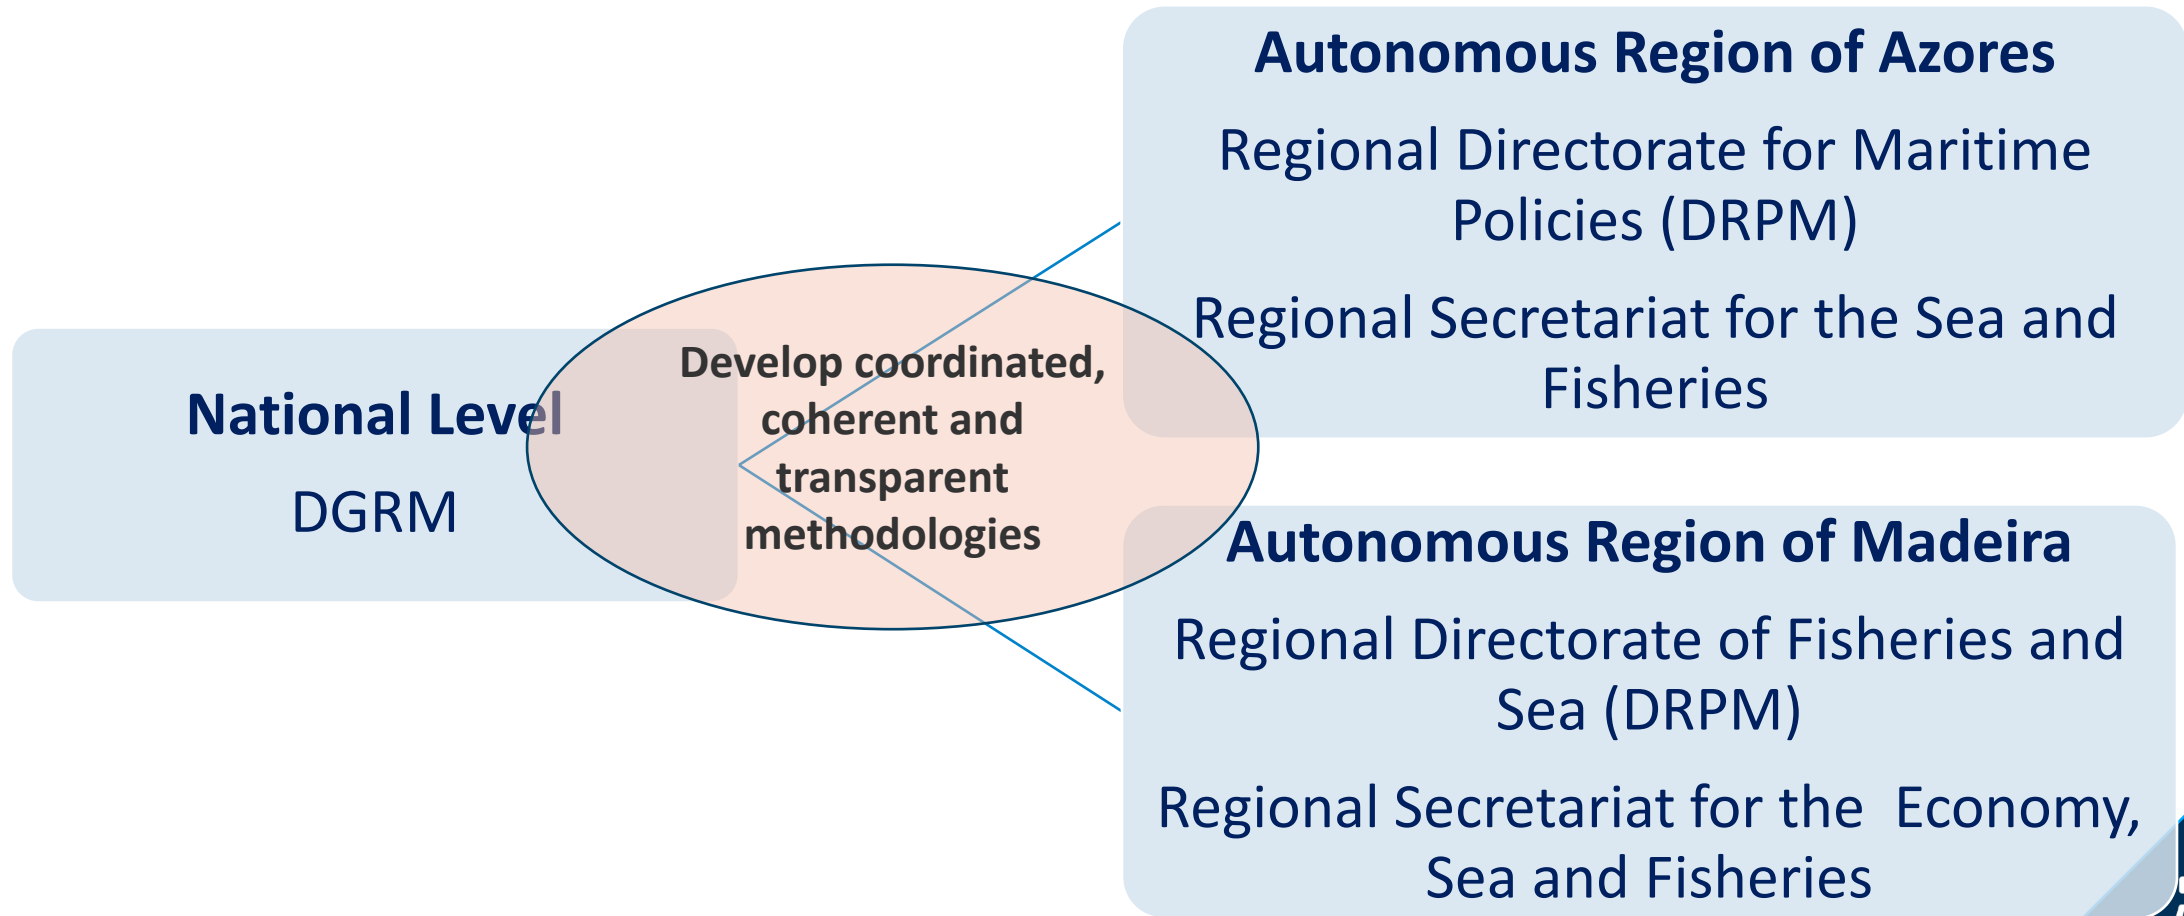 National Level
DGRM
Develop coordinated,
coherent and
transparent
methodologies
Autonomous Region of Azores
Regional Directorate for Maritime
Policies (DRPM)
Regional Secretariat for the Sea and
Fisheries
Autonomous Region of Madeira
Regional Directorate of Fisheries and
Sea (DRPM)
Regional Secretariat for the  Economy,
Sea and Fisheries